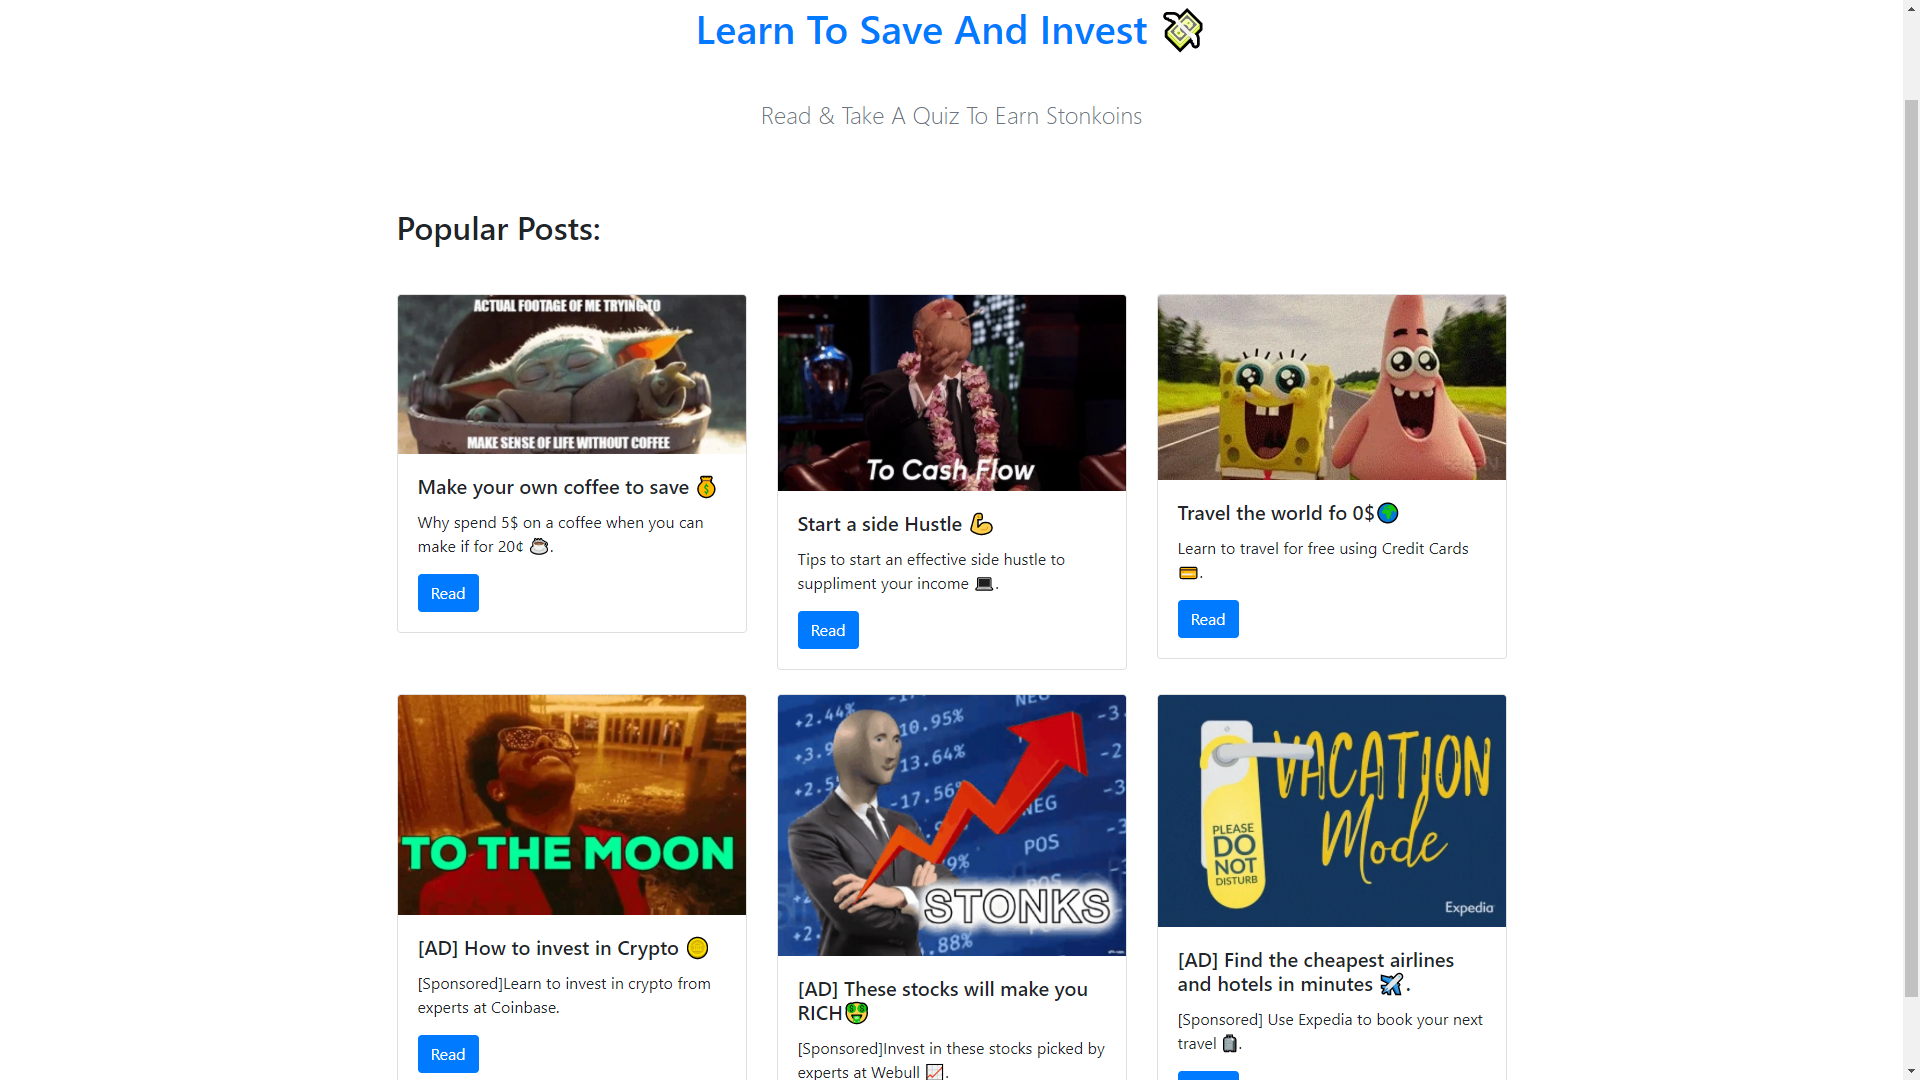 Learn To Save And Invest 💸
Read & Take A Quiz To Earn Stonkoins
Popular Posts:
ACTUAL FOOTAGE OF ME TRYING TO
MAKE SENSE OF LIFE WITHOUT COFFEE
Make your own coffee to save 💰
Why spend 5$ on a coffee when you can
make if for 20¢ ☕.
Read
To Cash Flow
Start a side Hustle 💪
Tips to start an effective side hustle to
suppliment your income 💻.
Read
IGN
Travel the world fo 0$🌍
Learn to travel for free using Credit Cards
💳.
Read
TO THE MOON
[AD] How to invest in Crypto 🪙
[Sponsored]Learn to invest in crypto from
experts at Coinbase.
Read
+2.44%
10.95%
NEG
-3
+3.9
13.64%
-2
+2.5
-17.56
NEG
-3
POS
9%
POS
STONKS
+2.
.88%
[AD] These stocks will make you
RICH🤑
[Sponsored]Invest in these stocks picked by
experts at Webull 📈.
VACATION
Mode
PLEASE
DO
NOT
DISTURB
Expedia
[AD] Find the cheapest airlines
and hotels in minutes ✈️.
[Sponsored] Use Expedia to book your next
travel 🧳.